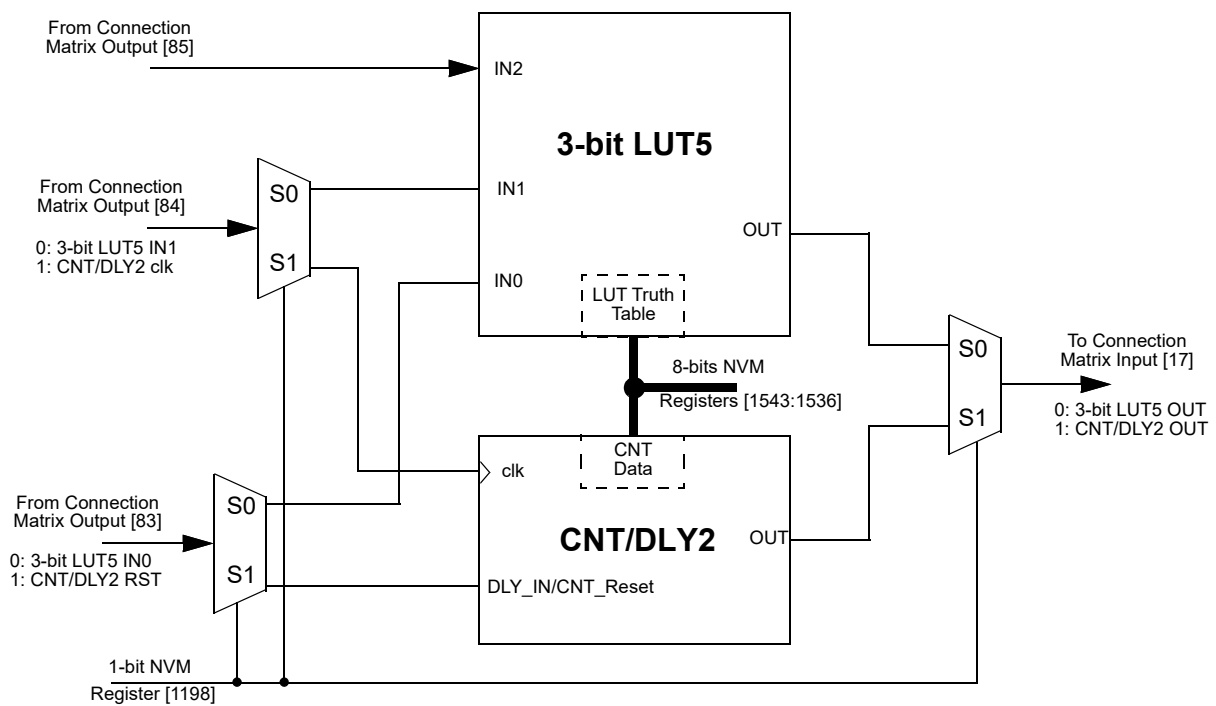 From Connection
Matrix Output [85]
IN2
3-bit LUT5
From Connection
Matrix Output [84]
0: 3-bit LUT5 IN1
1: CNT/DLY2 clk
S0
S1
IN1
OUT
IN0
LUT Truth
Table
8-bits NVM
Registers [1543:1536]
S0
S1
To Connection
Matrix Input [17]
0: 3-bit LUT5 OUT
1: CNT/DLY2 OUT
CNT
Data
clk
From Connection
Matrix Output [83]
0: 3-bit LUT5 IN0
1: CNT/DLY2 RST
S0
S1
CNT/DLY2
OUT
DLY_IN/CNT_Reset
1-bit NVM
Register [1198]